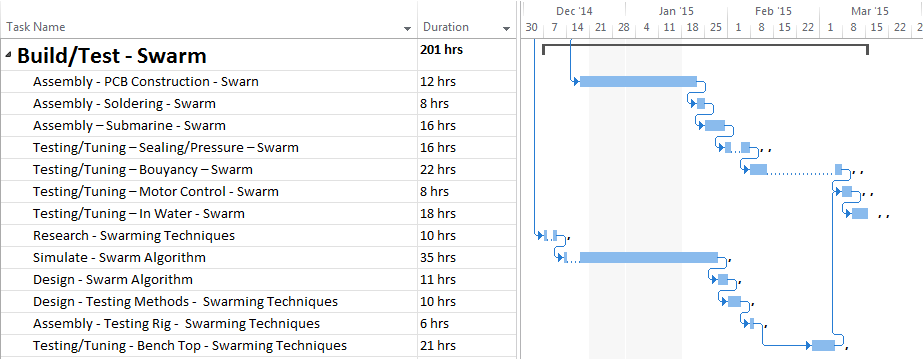 Task Name Duration Dec '14 Jan '15 Feb '15 Mar '15
30 7 14 21 28 4 11 18 25 1 8 15 22 1 8 15 22 2
Build/Test - Swarm 201 hrs
Assembly - PCB Construction - Swarn 12 hrs
Assembly - Soldering - Swarm 8 hrs
Assembly – Submarine - Swarm 16 hrs
Testing/Tuning – Sealing/Pressure – Swarm 16 hrs , ,
Testing/Tuning – Bouyancy – Swarm 22 hrs , ,
Testing/Tuning – Motor Control - Swarm 8 hrs , ,
Testing/Tuning – In Water - Swarm 18 hrs , ,
Research - Swarming Techniques 10 hrs ,
Simulate - Swarm Algorithm 35 hrs ,
Design - Swarm Algorithm 11 hrs ,
Design - Testing Methods - Swarming Techniques 10 hrs ,
Assembly - Testing Rig - Swarming Techniques 6 hrs ,
Testing/Tuning - Bench Top - Swarming Techniques 21 hrs ,